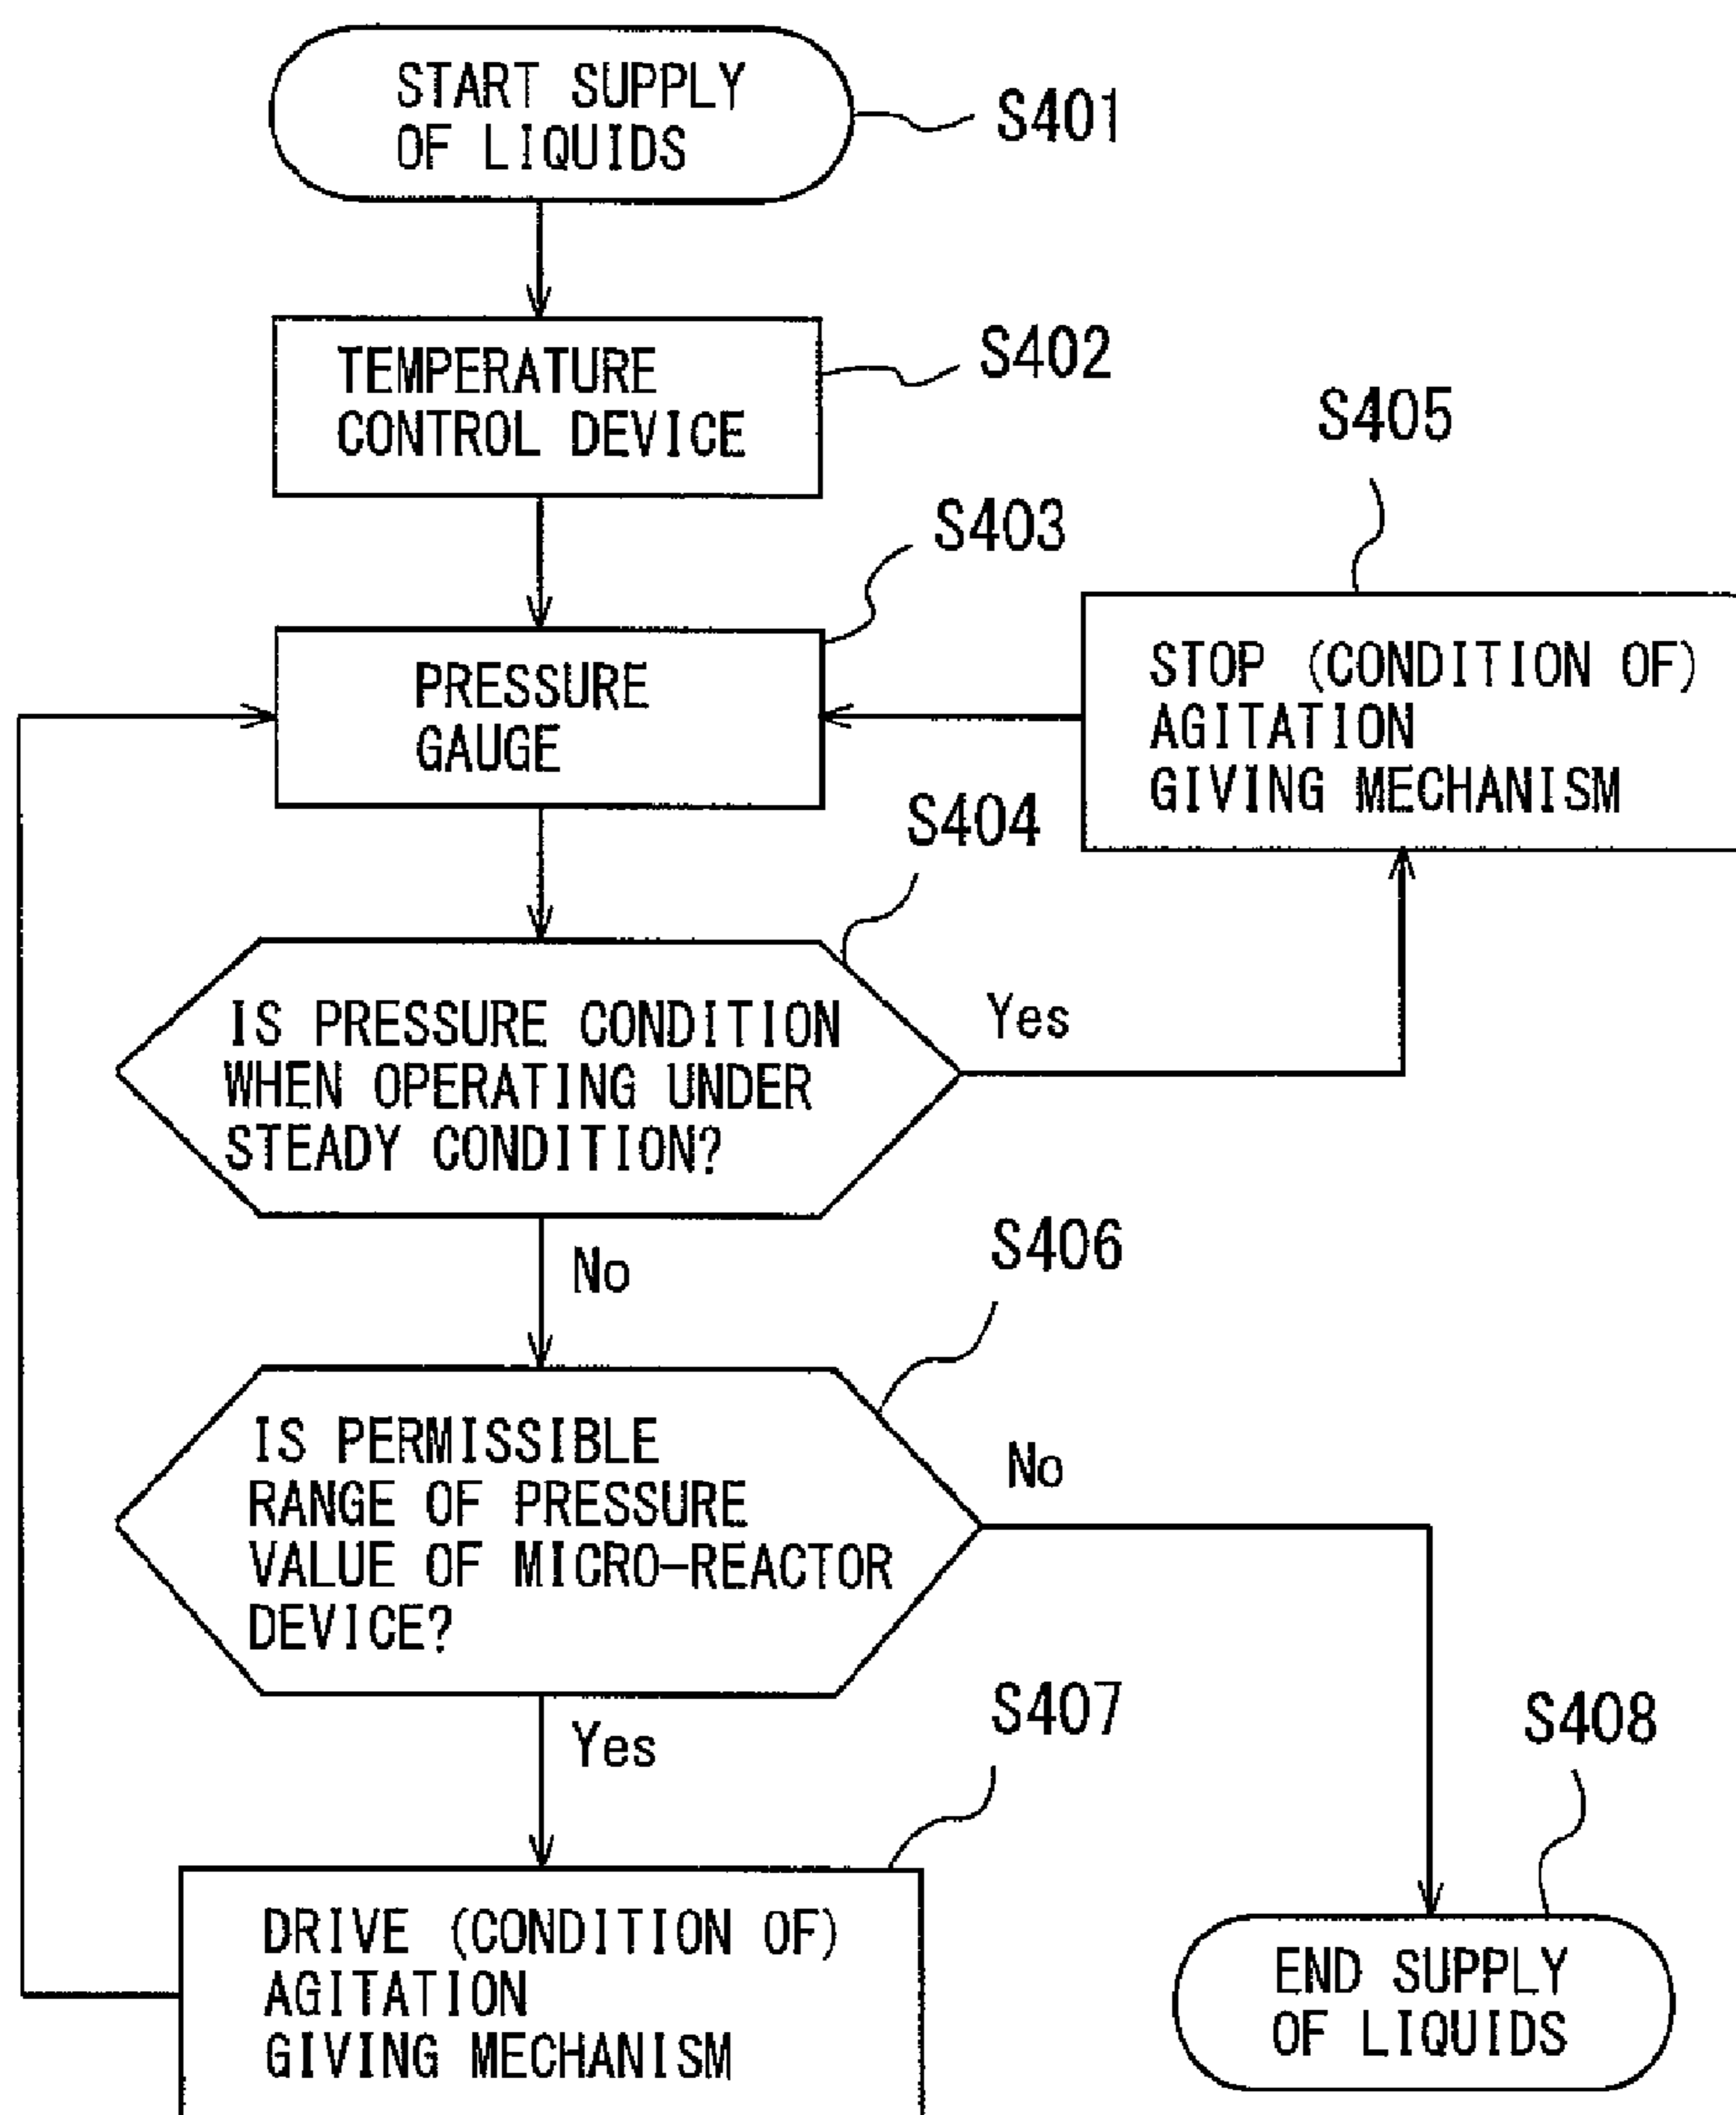 START SUPPLY
OF LIQUIDS
S401
TEMPERATURE
CONTROL DEVICE
S402
S405
S403
PRESSURE
GAUGE
STOP (CONDITION OF)
AGITATION
GIVING MECHANISM
S404
IS PRESSURE CONDITION
WHEN OPERATING UNDER
STEADY CONDITION?
Yes
No
S406
IS PERMISSIBLE
RANGE OF PRESSURE
VALUE OF MICRO-REACTOR
DEVICE?
No
Yes
S407
S408
DRIVE (CONDITION OF)
AGITATION
GIVING MECHANISM
END SUPPLY
OF LIQUIDS